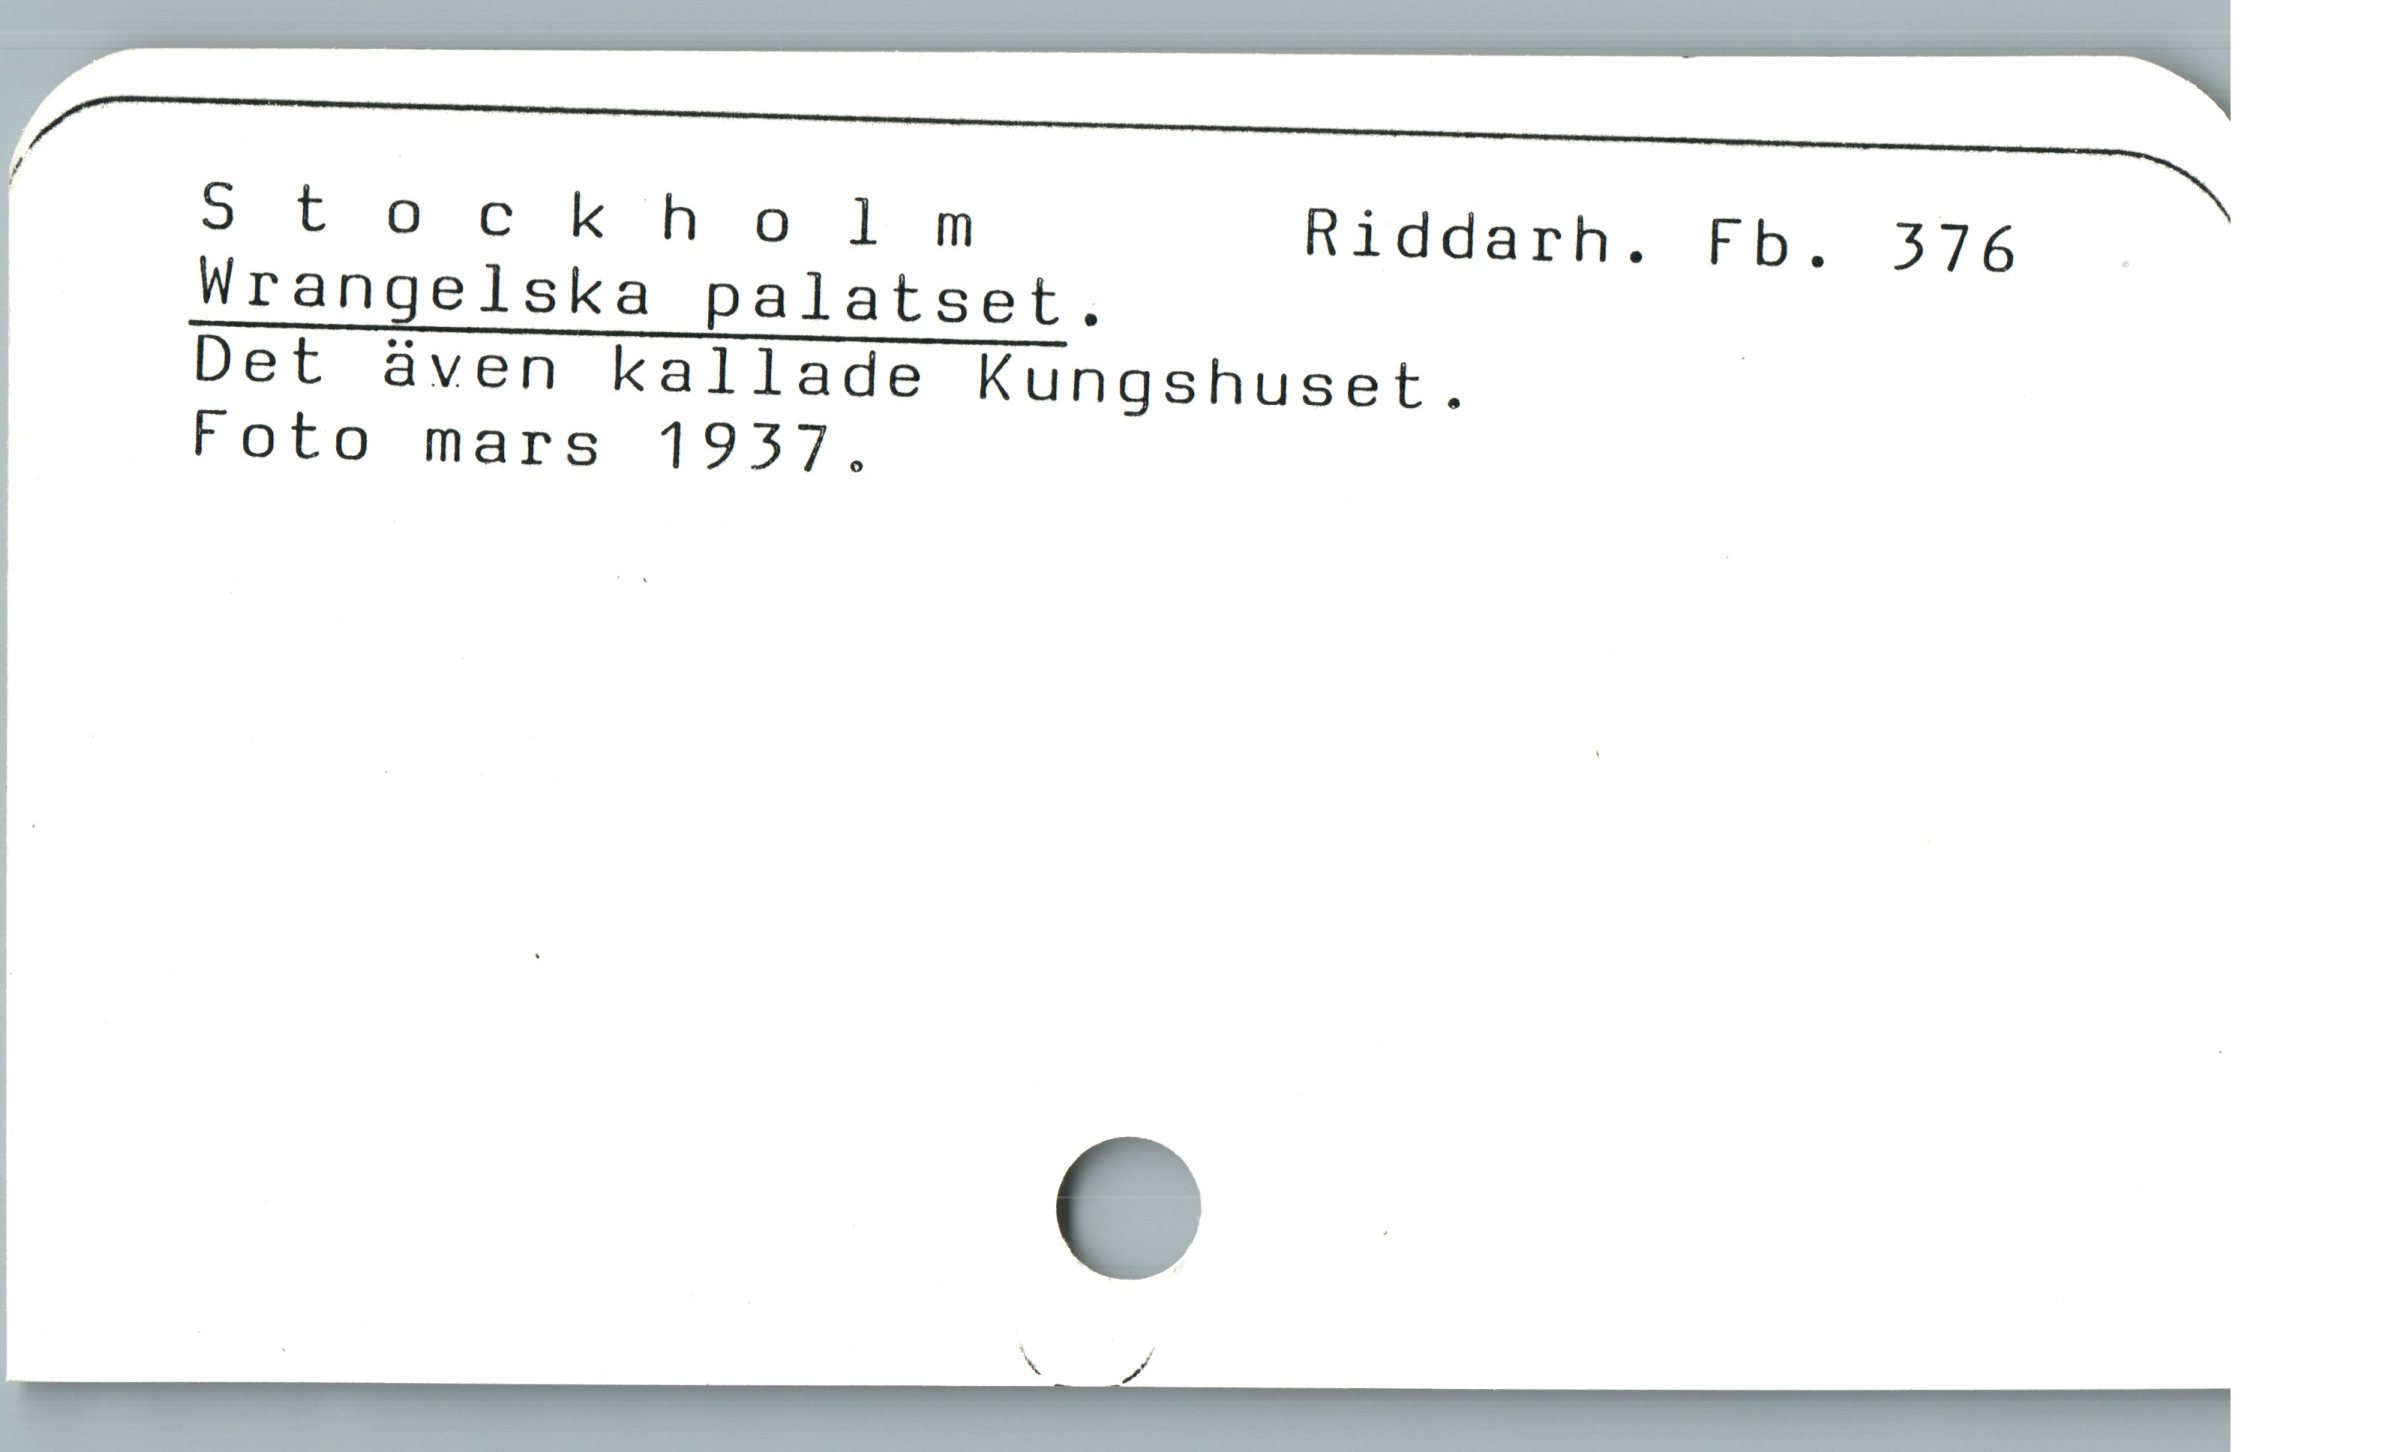 S t o c k h o l m Riddarh. Fb. 376
Wrangelska palatset.
Det även kallade Kungshuset.
Foto mars 1937.